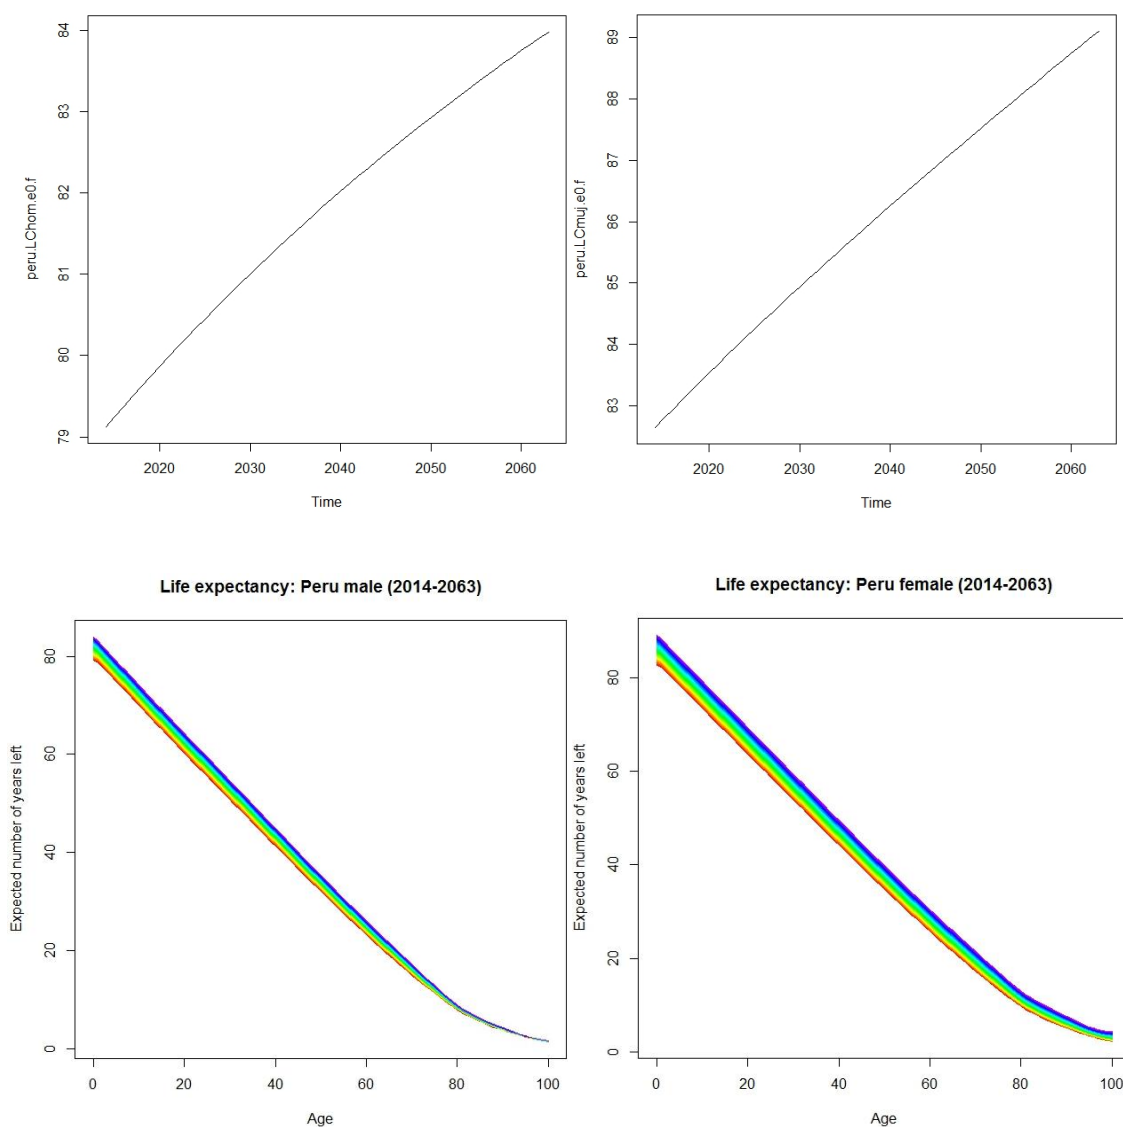 peru.LChom.e0.f
84
83
82
81
80
79
2020 2030 2040 2050 2060
Time
peru.LCmuj.e0.f
89
88
87
86
85
84
83
2020 2030 2040 2050 2060
Time
Life expectancy: Peru male (2014-2063)
Expected number of years left
80
60
40
20
0
0 20 40 60 80 100
Age
Life expectancy: Peru female (2014-2063)
Expected number of years left
80
60
40
20
0
0 20 40 60 80 100
Age